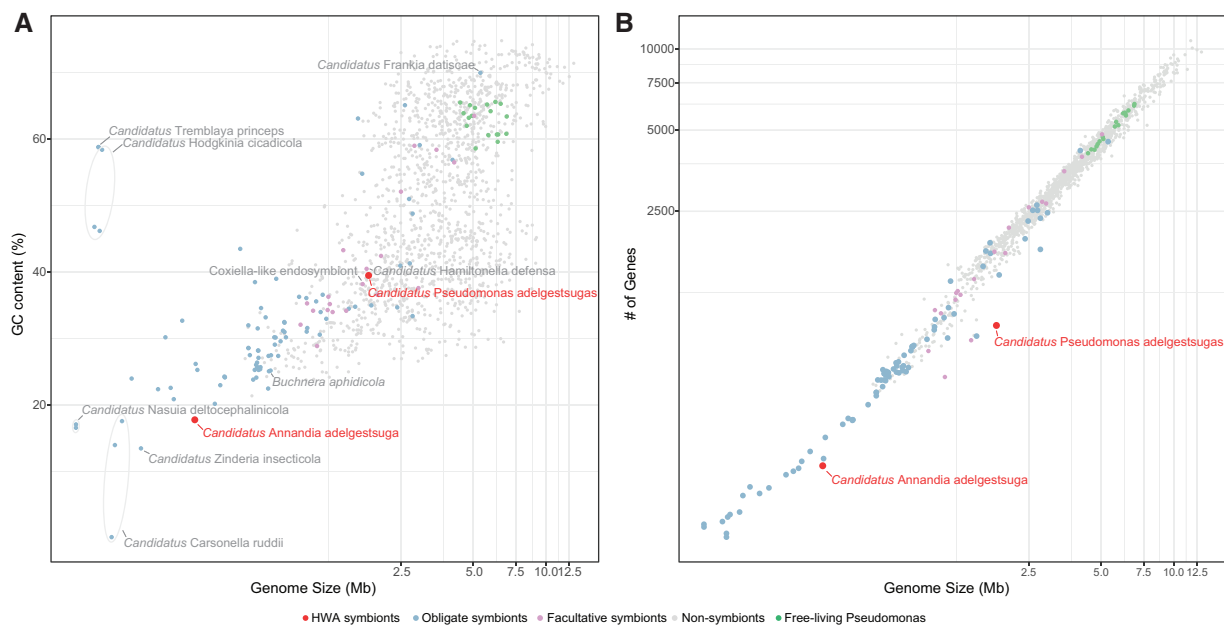 A
B
Candidatus Frankia datiscae
Candidatus Tremblaya princeps
Candidatus Hodgkinia cicadicola
Coxiella-like endosymblont
Candidatus Hamiltonella defensa
Candidatus Pseudomonas adelgestsugas
Buchnera aphidicola
Candidatus Nasuia deltocephalinicola
Candidatus Annandia adelgestsuga
Candidatus Zinderia insecticola
Candidatus Carsonella ruddii
GC content (%)
60
40
20
2.5
5.0
7.5
10.0
12.5
Genome Size (Mb)
# of Genes
10000
7500
5000
2500
Candidatus Pseudomonas adelgestsugas
Candidatus Annandia adelgestsuga
2.5
5.0
7.5
10.0
12.5
Genome Size (Mb)
HWA symbionts Obligate symbionts Facultative symbionts Non-symbionts Free-living Pseudomonas